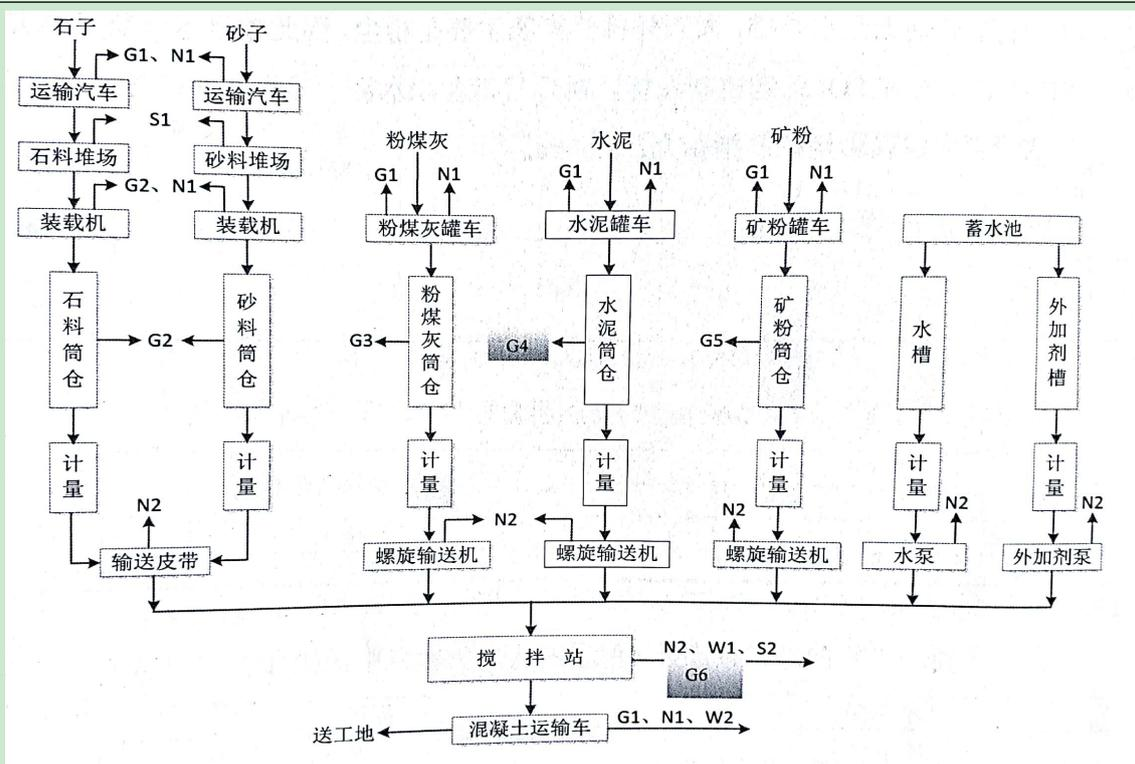 石子
砂子
G1、N1
运输汽车
运输汽车
S1
石料堆场
砂料堆场
G2、N1
装载机
装载机
粉煤灰
水泥
矿粉
G1
N1
G1
N1
G1
N1
粉煤灰罐车
水泥罐车
矿粉罐车
蓄水池
石料筒仓
砂料筒仓
粉煤灰筒仓
水泥筒仓
矿粉筒仓
水槽
外加剂槽
G2
G3
G4
G5
计量
计量
计量
计量
计量
计量
计量
N2
N2
N2
N2
N2
输送皮带
螺旋输送机
螺旋输送机
螺旋输送机
水泵
外加剂泵
搅拌站
N2、W1、S2
G6
混凝土运输车
G1、N1、W2
送工地